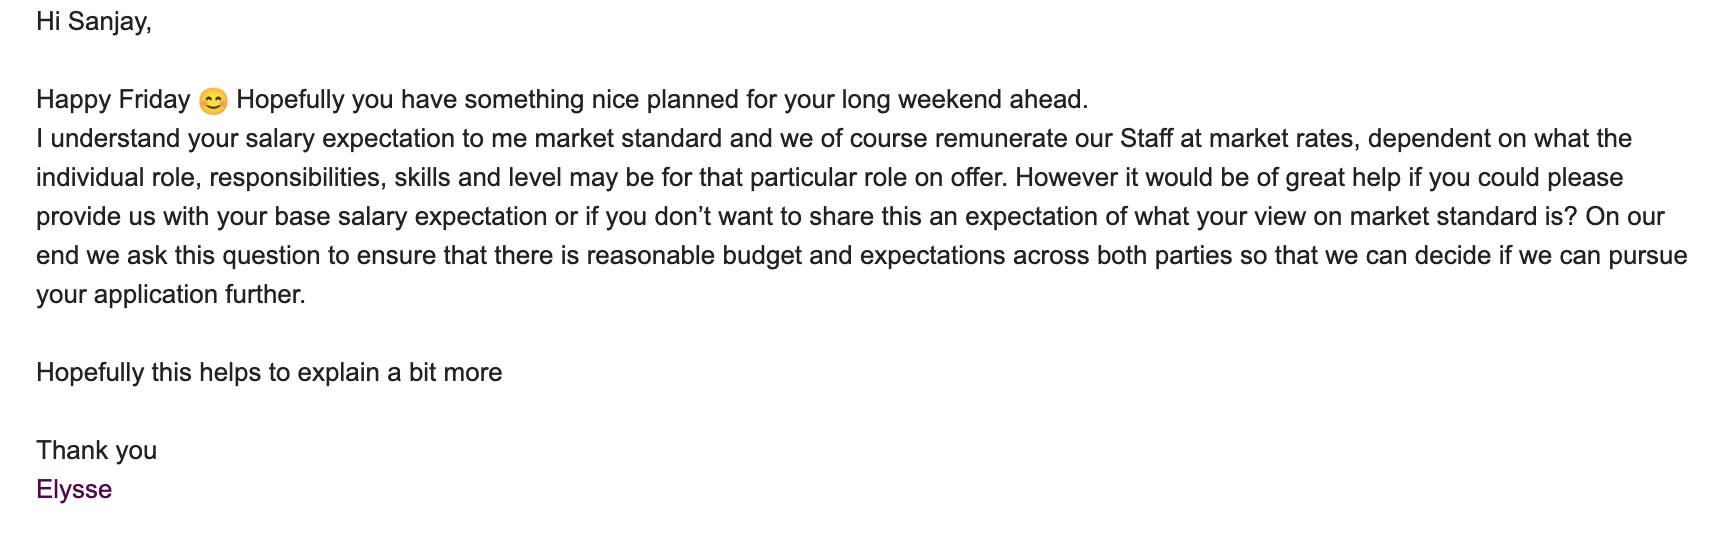 Hi Sanjay,
Happy Friday 😊 Hopefully you have something nice planned for your long weekend ahead.
I understand your salary expectation to me market standard and we of course remunerate our Staff at market rates, dependent on what the
individual role, responsibilities, skills and level may be for that particular role on offer. However it would be of great help if you could please
provide us with your base salary expectation or if you don’t want to share this an expectation of what your view on market standard is? On our
end we ask this question to ensure that there is reasonable budget and expectations across both parties so that we can decide if we can pursue
your application further.
Hopefully this helps to explain a bit more
Thank you
Elysse